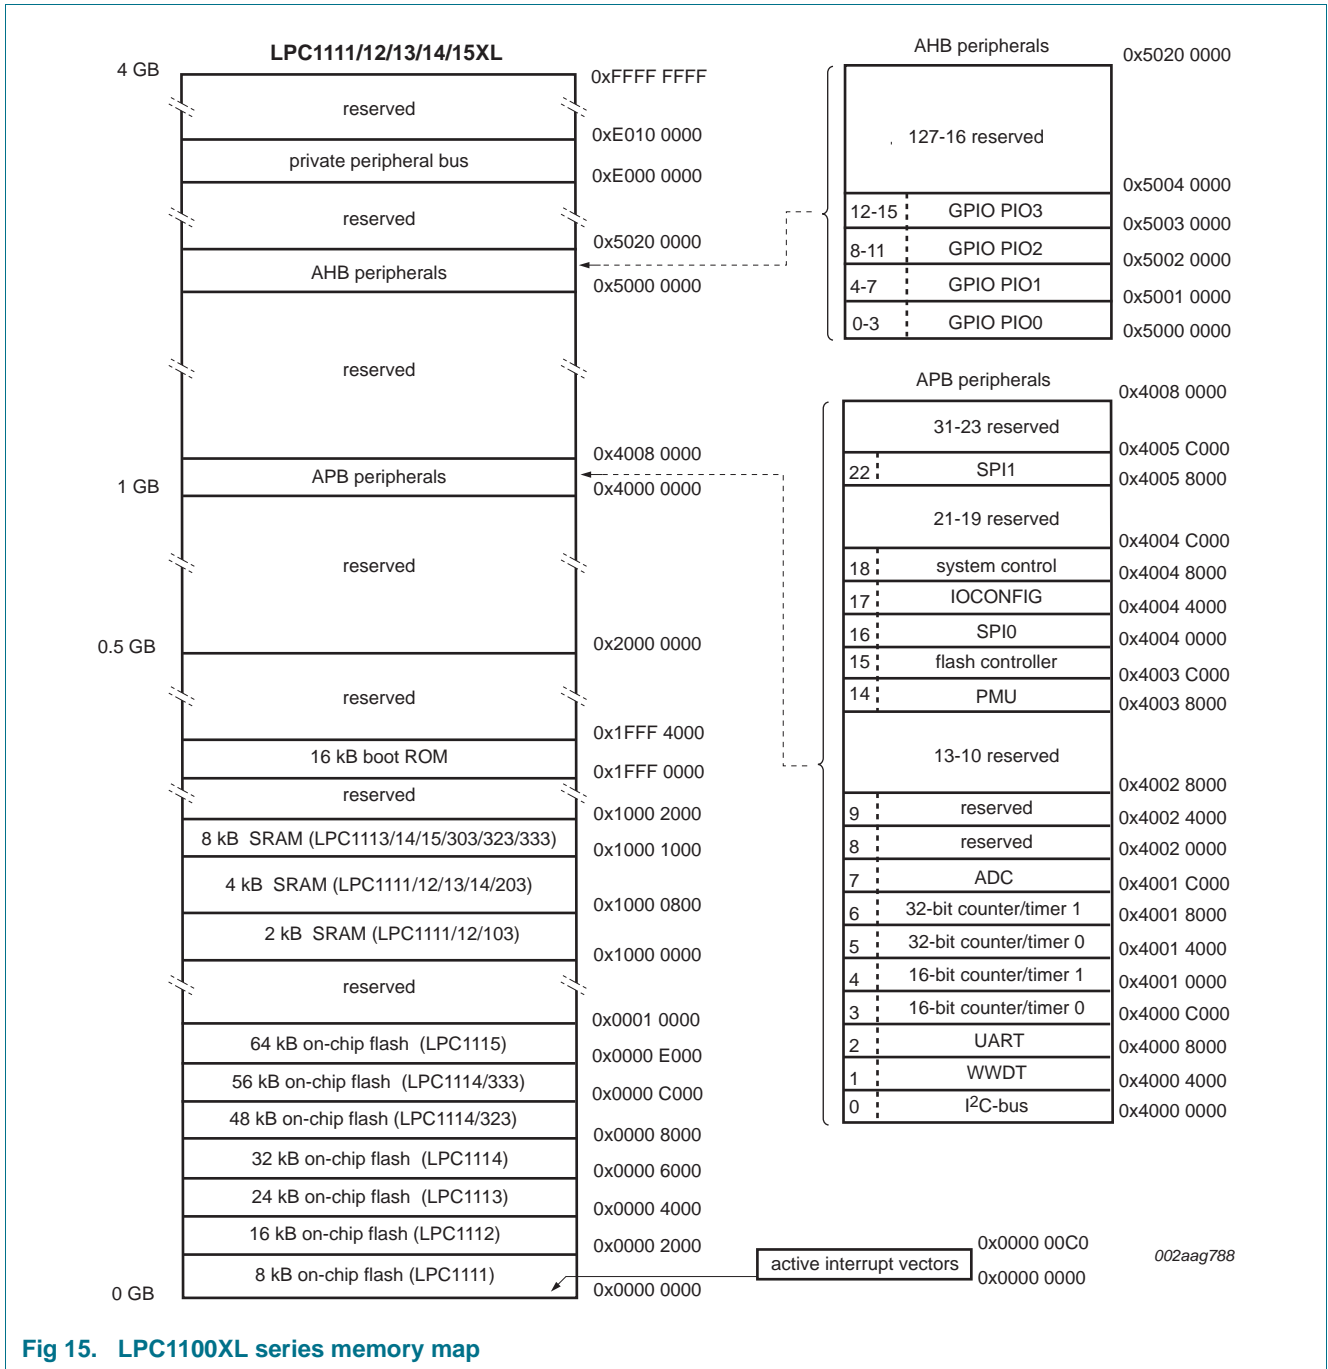 LPC1111/12/13/14/15XL
4 GB
0xFFFF FFFF
reserved
0xE010 0000
private peripheral bus
0xE000 0000
reserved
0x5020 0000
AHB peripherals
0x5000 0000
reserved
0x4008 0000
APB peripherals
1 GB
0x4000 0000
reserved
0.5 GB
0x2000 0000
reserved
0x1FFF 4000
16 kB boot ROM
0x1FFF 0000
reserved
0x1000 2000
8 kB SRAM (LPC1113/14/15/303/323/333)
0x1000 1000
4 kB SRAM (LPC1111/12/13/14/203)
0x1000 0800
2 kB SRAM (LPC1111/12/103)
0x1000 0000
reserved
0x0001 0000
64 kB on-chip flash (LPC1115)
0x0000 E000
56 kB on-chip flash (LPC1114/333)
0x0000 C000
48 kB on-chip flash (LPC1114/323)
0x0000 8000
32 kB on-chip flash (LPC1114)
0x0000 6000
24 kB on-chip flash (LPC1113)
0x0000 4000
16 kB on-chip flash (LPC1112)
0x0000 2000
8 kB on-chip flash (LPC1111)
0 GB
0x0000 0000
AHB peripherals
0x5020 0000
127-16 reserved
0x5004 0000
12-15 GPIO PIO3
0x5003 0000
8-11 GPIO PIO2
0x5002 0000
4-7 GPIO PIO1
0x5001 0000
0-3 GPIO PIO0
0x5000 0000
APB peripherals
0x4008 0000
31-23 reserved
0x4005 C000
22 SPI1
0x4005 8000
21-19 reserved
0x4004 C000
18 system control
0x4004 8000
17 IOCONFIG
0x4004 4000
16 SPI0
0x4004 0000
15 flash controller
0x4003 C000
14 PMU
0x4003 8000
13-10 reserved
0x4002 8000
9 reserved
0x4002 4000
8 reserved
0x4002 0000
7 ADC
0x4001 C000
6 32-bit counter/timer 1
0x4001 8000
5 32-bit counter/timer 0
0x4001 4000
4 16-bit counter/timer 1
0x4001 0000
3 16-bit counter/timer 0
0x4000 C000
2 UART
0x4000 8000
1 WWDT
0x4000 4000
0 I2C-bus
0x4000 0000
0x0000 00C0
active interrupt vectors
0x0000 0000
002aag788
Fig 15. LPC1100XL series memory map